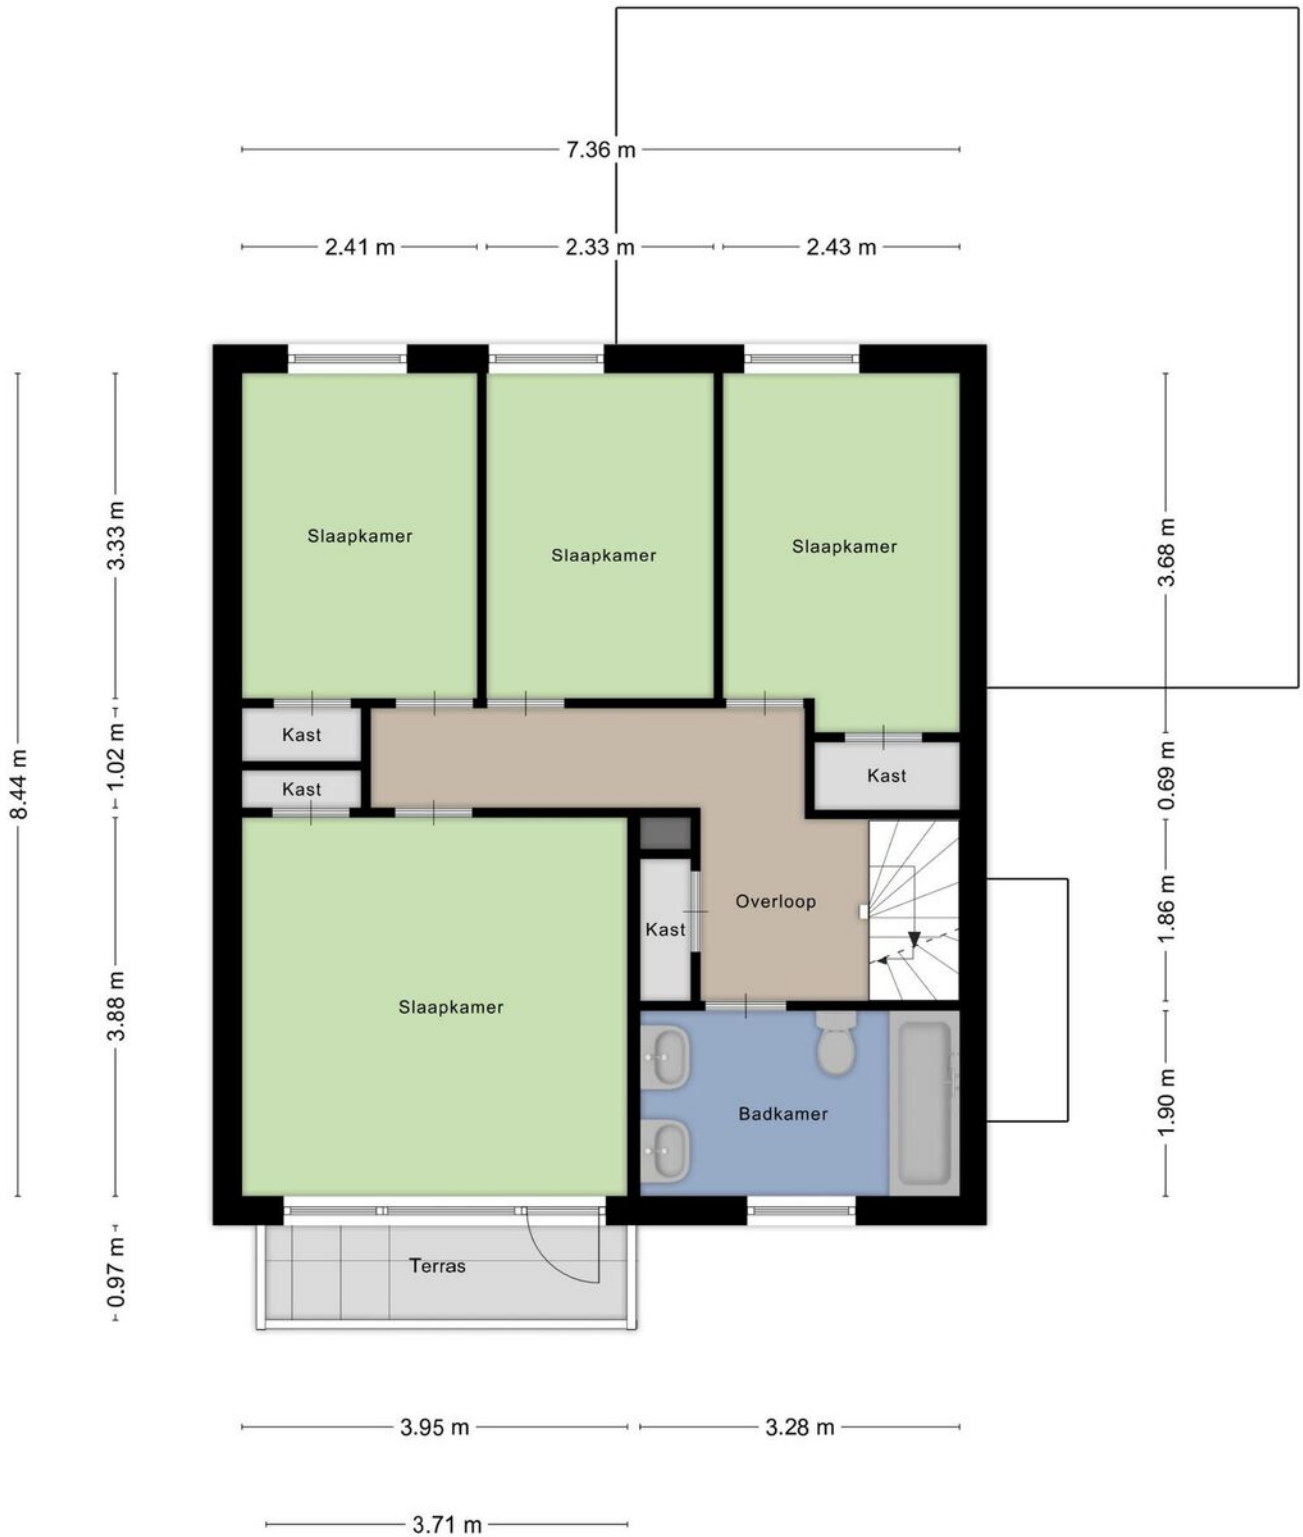 7.36 m
2.41 m
2.33 m
2.43 m
3.33 m
3.68 m
Slaapkamer
Slaapkamer
Slaapkamer
8.44 m
1.02 m
Kast
Kast
Kast
0.69 m
Overloop
Kast
1.86 m
3.88 m
Slaapkamer
Badkamer
1.90 m
0.97 m
Terras
3.95 m
3.28 m
3.71 m